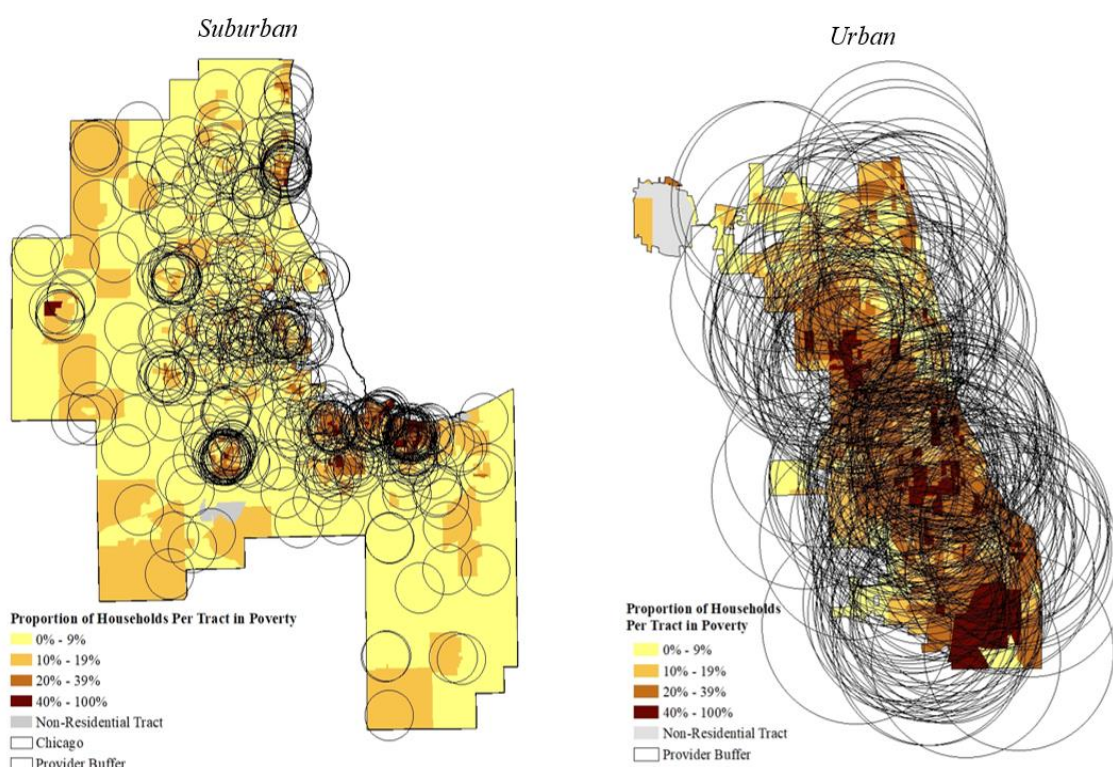 Suburban
Proportion of Households Per Tract in Poverty
0% - 9%
10% - 19%
20% - 39%
40% - 100%
Non-Residential Tract
Chicago
Provider Buffer
Urban
Proportion of Households
Per Tract in Poverty
0% - 9%
10% - 19%
20% - 39%
40% - 100%
Non-Residential Tract
Provider Buffer